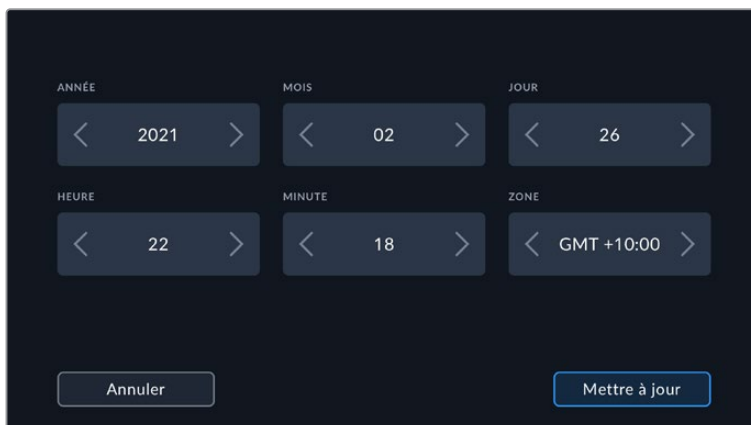 ANNÉE MOIS JOUR
2021 02 26
HEURE MINUTE ZONE
22 18 GMT +10:00
Annuler Mettre à jour